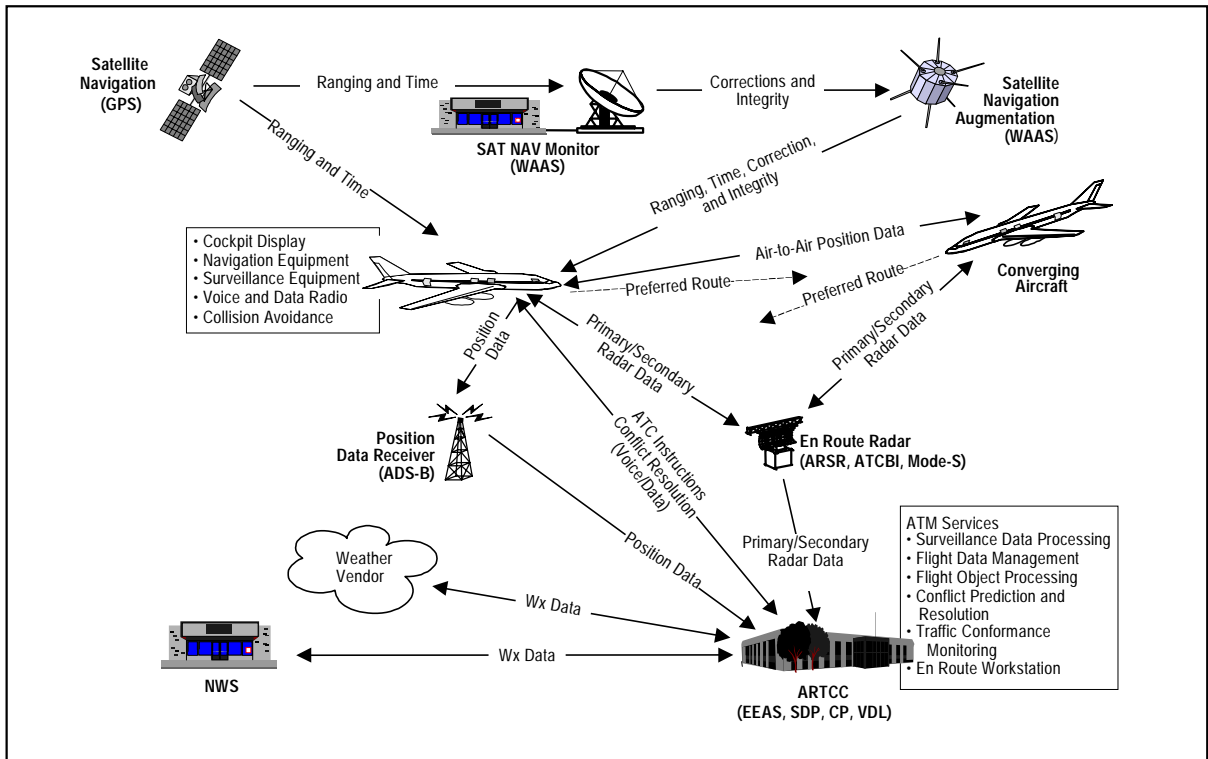 Satellite
Navigation
(GPS)
Ranging and Time
SAT NAV Monitor
(WAAS)
Corrections and
Integrity
Satellite
Navigation
Augmentation
(WAAS)
Ranging and Time
Ranging, Time, Correction,
and Integrity
Air-to-Air Position Data
Preferred Route
Preferred Route
Converging
Aircraft
• Cockpit Display
• Navigation Equipment
• Surveillance Equipment
• Voice and Data Radio
• Collision Avoidance
Position
Data
Primary/Secondary
Radar Data
Primary/Secondary
Radar Data
Position
Data Receiver
(ADS-B)
ATC Instructions
Conflict Resolution
(Voice/Data)
En Route Radar
(ARSR, ATCBI, Mode-S)
Position Data
Primary/Secondary
Radar Data
ATM Services
• Surveillance Data Processing
• Flight Data Management
• Flight Object Processing
• Conflict Prediction and
Resolution
• Traffic Conformance
Monitoring
• En Route Workstation
Weather
Vendor
Wx Data
Wx Data
NWS
ARTCC
(EEAS, SDP, CP, VDL)